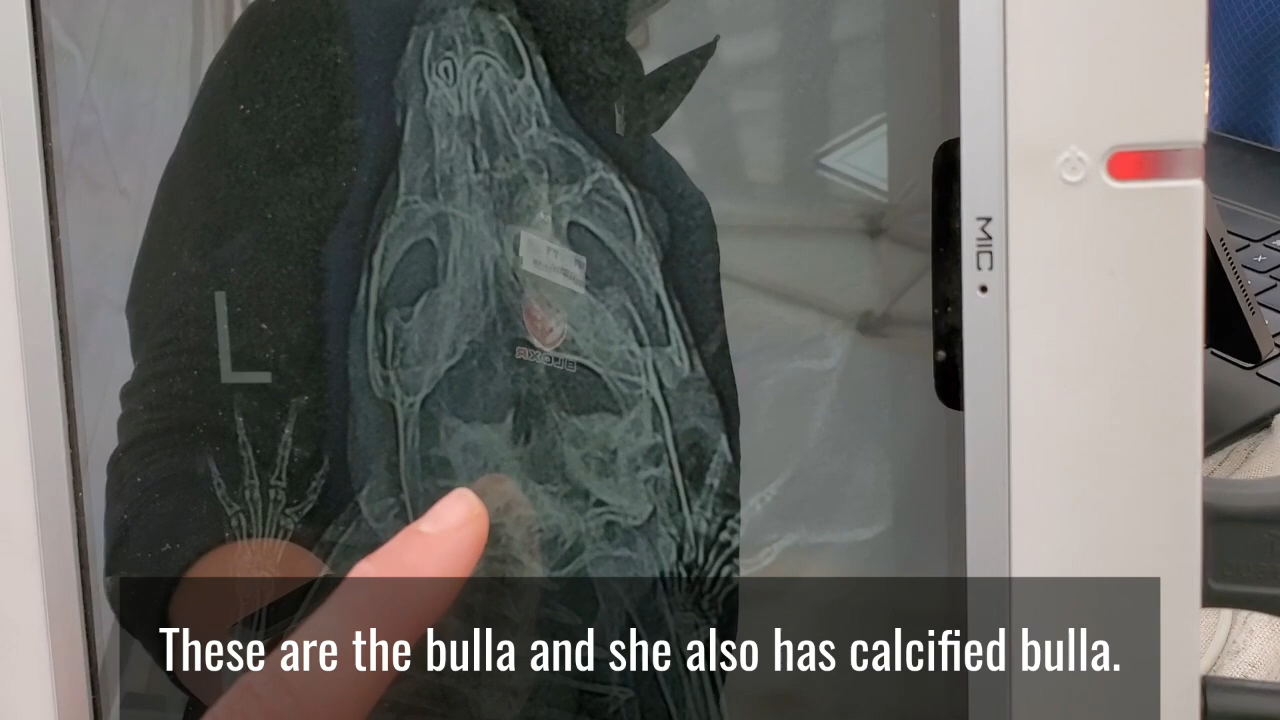 L
MIC
These are the bulla and she also has calcified bulla.